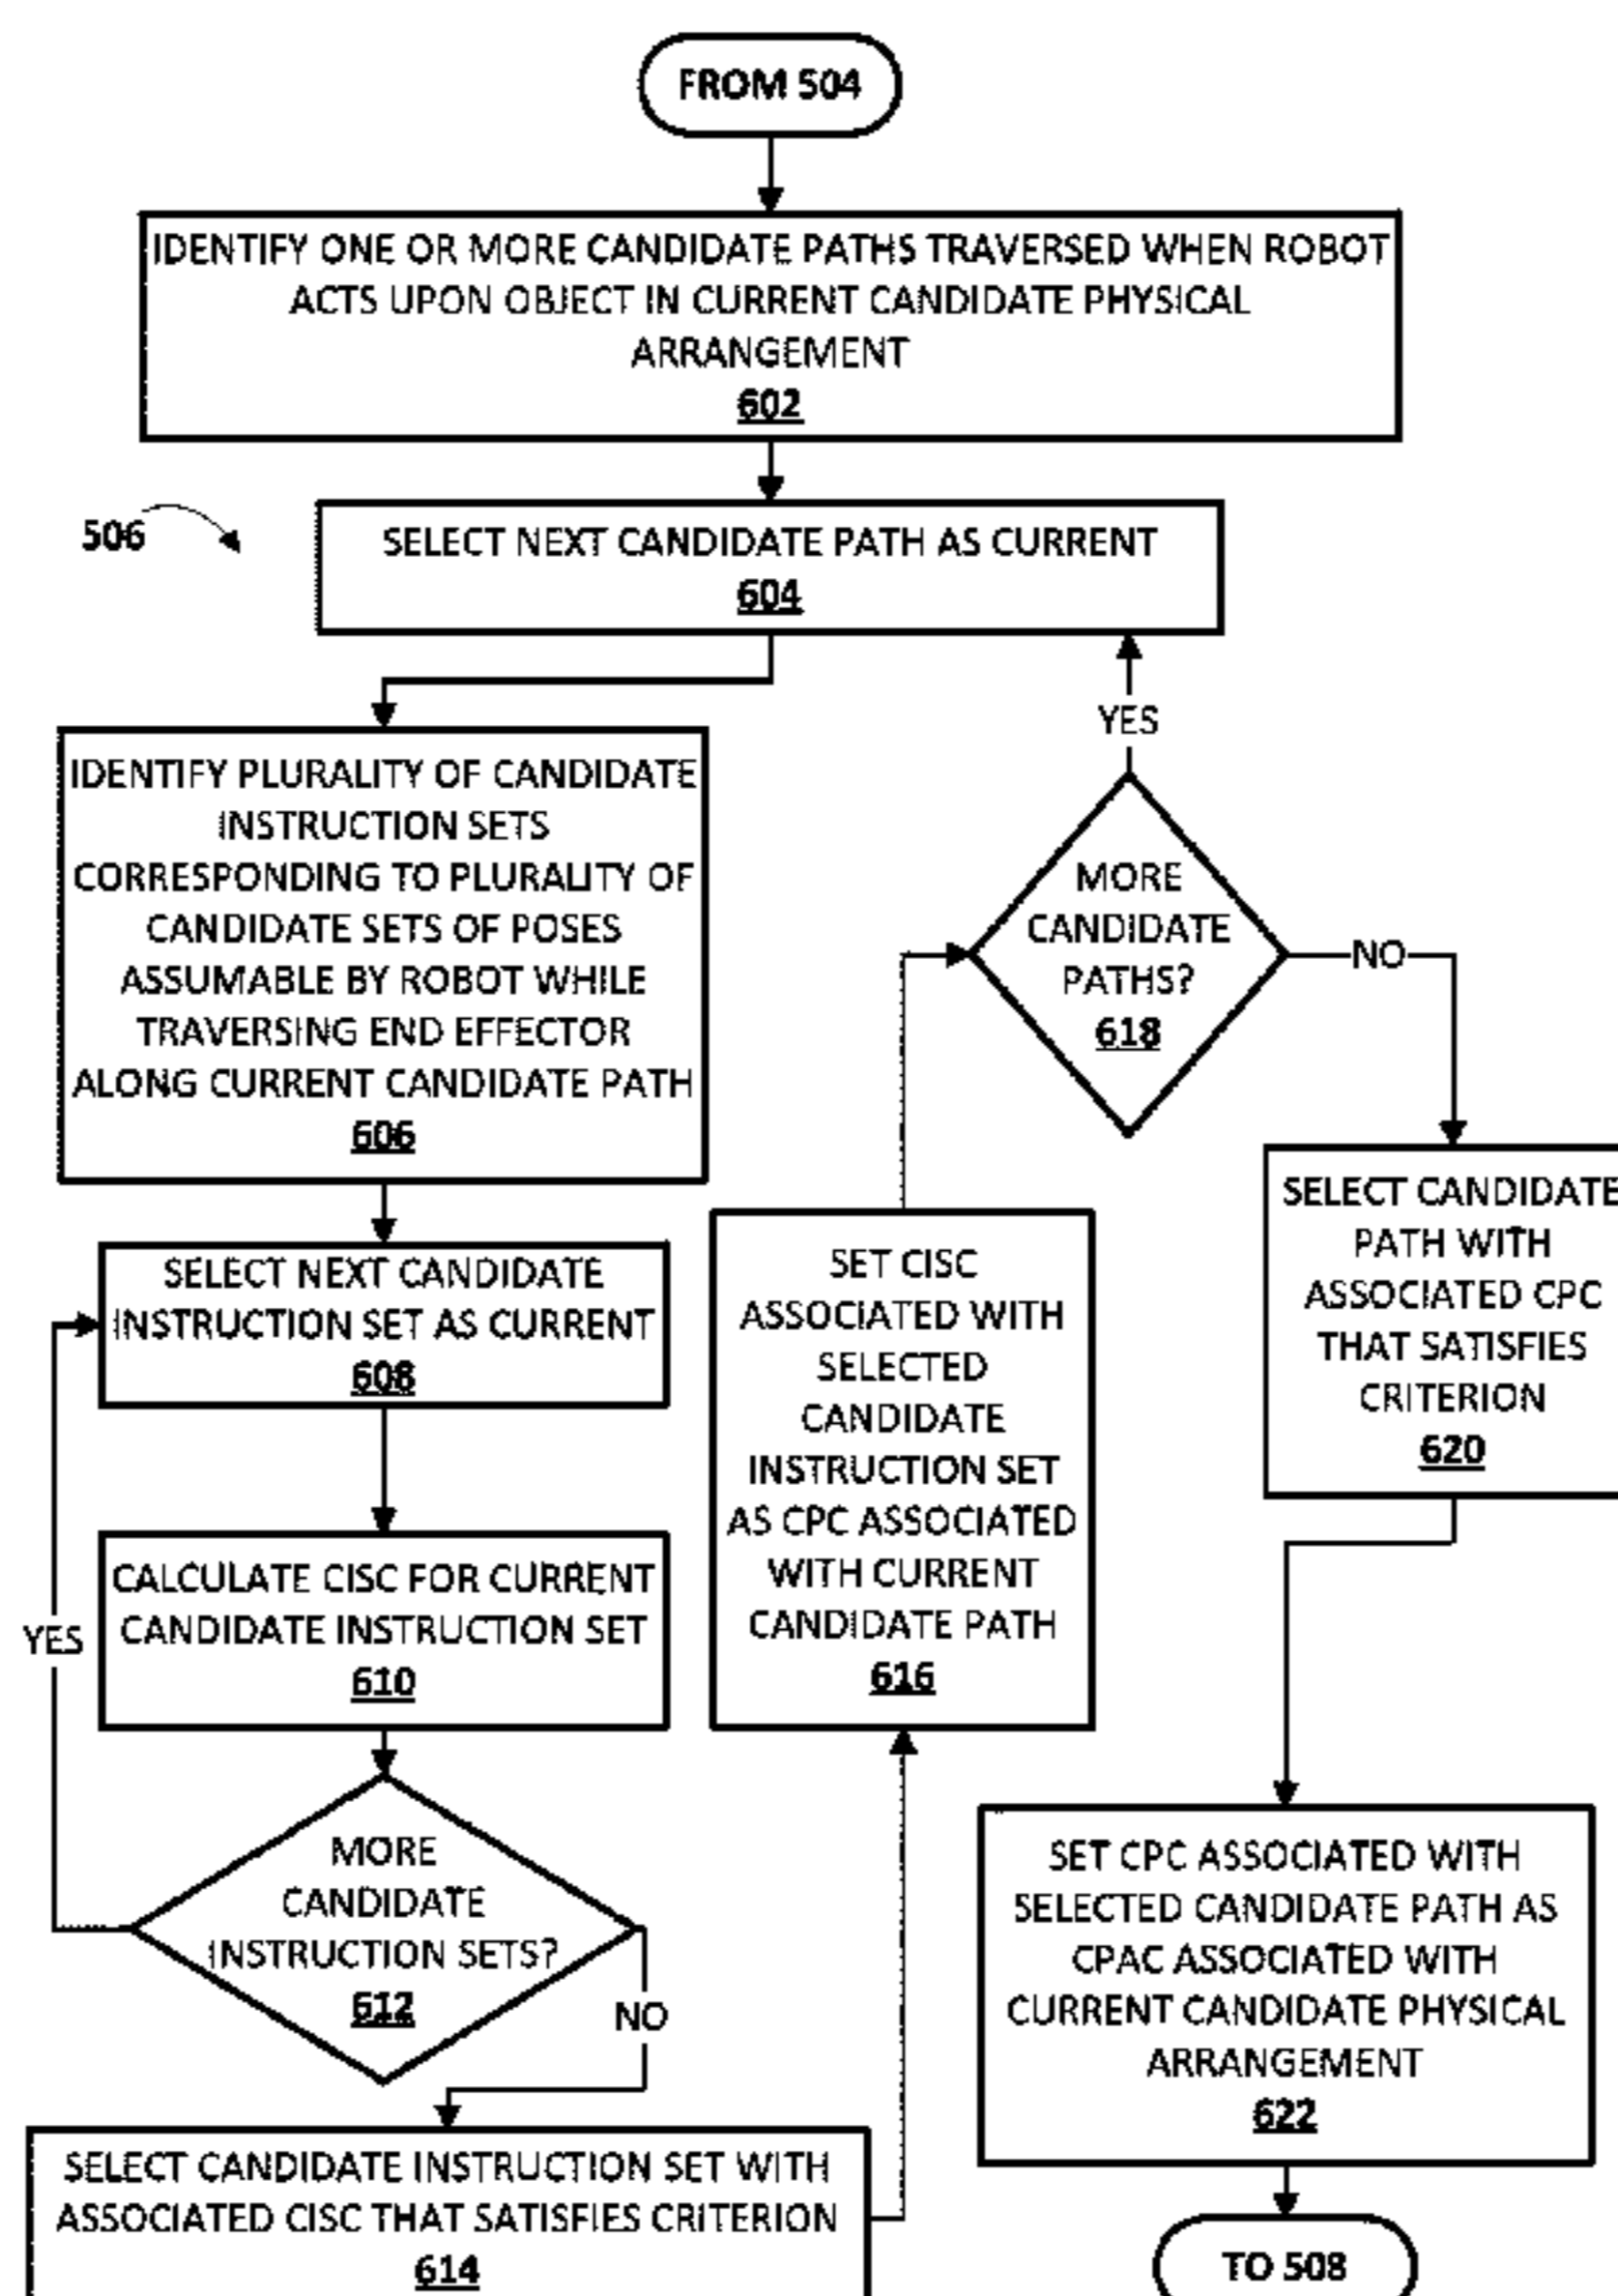 FROM 504
IDENTIFY ONE OR MORE CANDIDATE PATHS TRAVERSED WHEN ROBOT
ACTS UPON OBJECT IN CURRENT CANDIDATE PHYSICAL
ARRANGEMENT
602
506
SELECT NEXT CANDIDATE PATH AS CURRENT
604
IDENTIFY PLURALITY OF CANDIDATE
INSTRUCTION SETS
CORRESPONDING TO PLURALITY OF
CANDIDATE SETS OF POSES
ASSUMABLE BY ROBOT WHILE
TRAVERSING END EFFECTOR
ALONG CURRENT CANDIDATE PATH
606
SELECT NEXT CANDIDATE
INSTRUCTION SET AS CURRENT
608
CALCULATE CISC FOR CURRENT
CANDIDATE INSTRUCTION SET
610
YES
MORE
CANDIDATE
INSTRUCTION SETS?
612
NO
SELECT CANDIDATE INSTRUCTION SET WITH
ASSOCIATED CISC THAT SATISFIES CRITERION
614
SET CISC
ASSOCIATED WITH
SELECTED
CANDIDATE
INSTRUCTION SET
AS CPC ASSOCIATED
WITH CURRENT
CANDIDATE PATH
616
YES
MORE
CANDIDATE
PATHS?
618
NO
SELECT CANDIDATE
PATH WITH
ASSOCIATED CPC
THAT SATISFIES
CRITERION
620
SET CPC ASSOCIATED WITH
SELECTED CANDIDATE PATH AS
CPAC ASSOCIATED WITH
CURRENT CANDIDATE PHYSICAL
ARRANGEMENT
622
TO 508